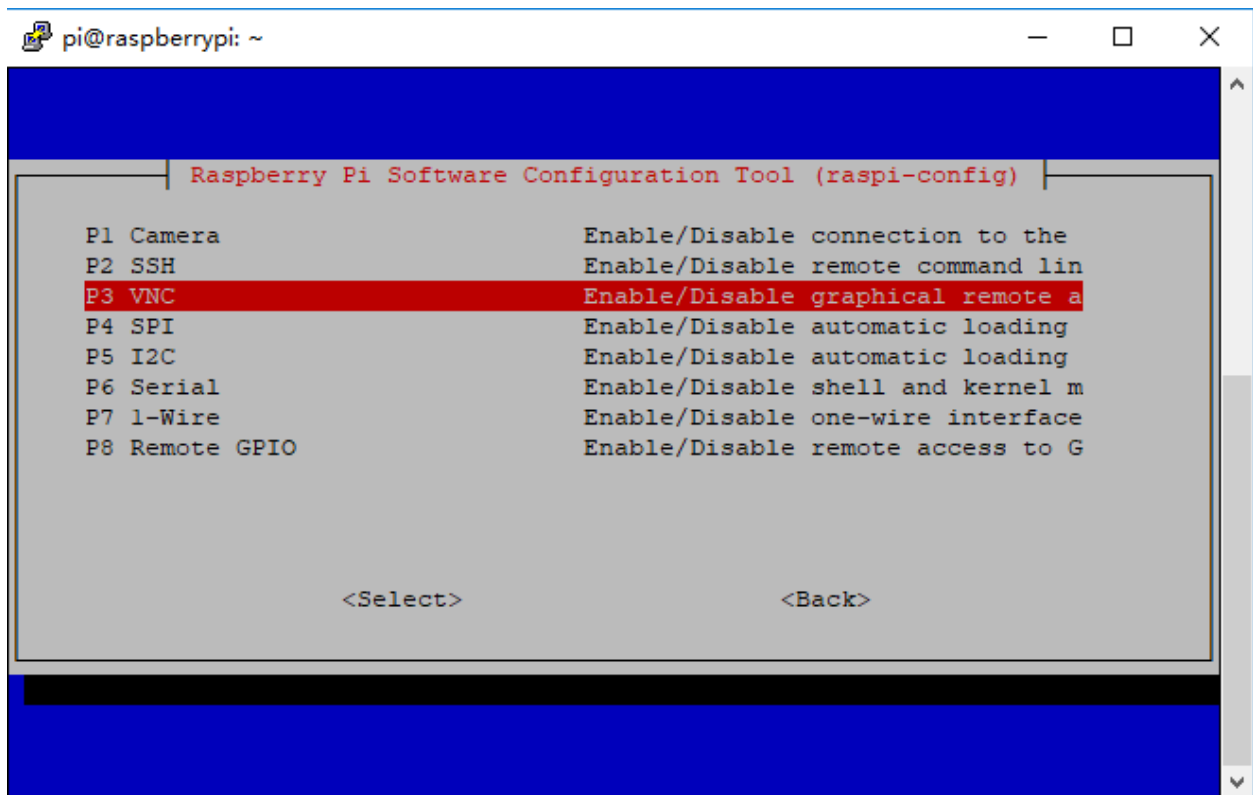 pi@raspberrypi: ~
Raspberry Pi Software Configuration Tool (raspi-config)
P1 Camera Enable/Disable connection to the
P2 SSH Enable/Disable remote command lin
P3 VNC Enable/Disable graphical remote a
P4 SPI Enable/Disable automatic loading
P5 I2C Enable/Disable automatic loading
P6 Serial Enable/Disable shell and kernel m
P7 1-Wire Enable/Disable one-wire interface
P8 Remote GPIO Enable/Disable remote access to G
<Select> <Back>